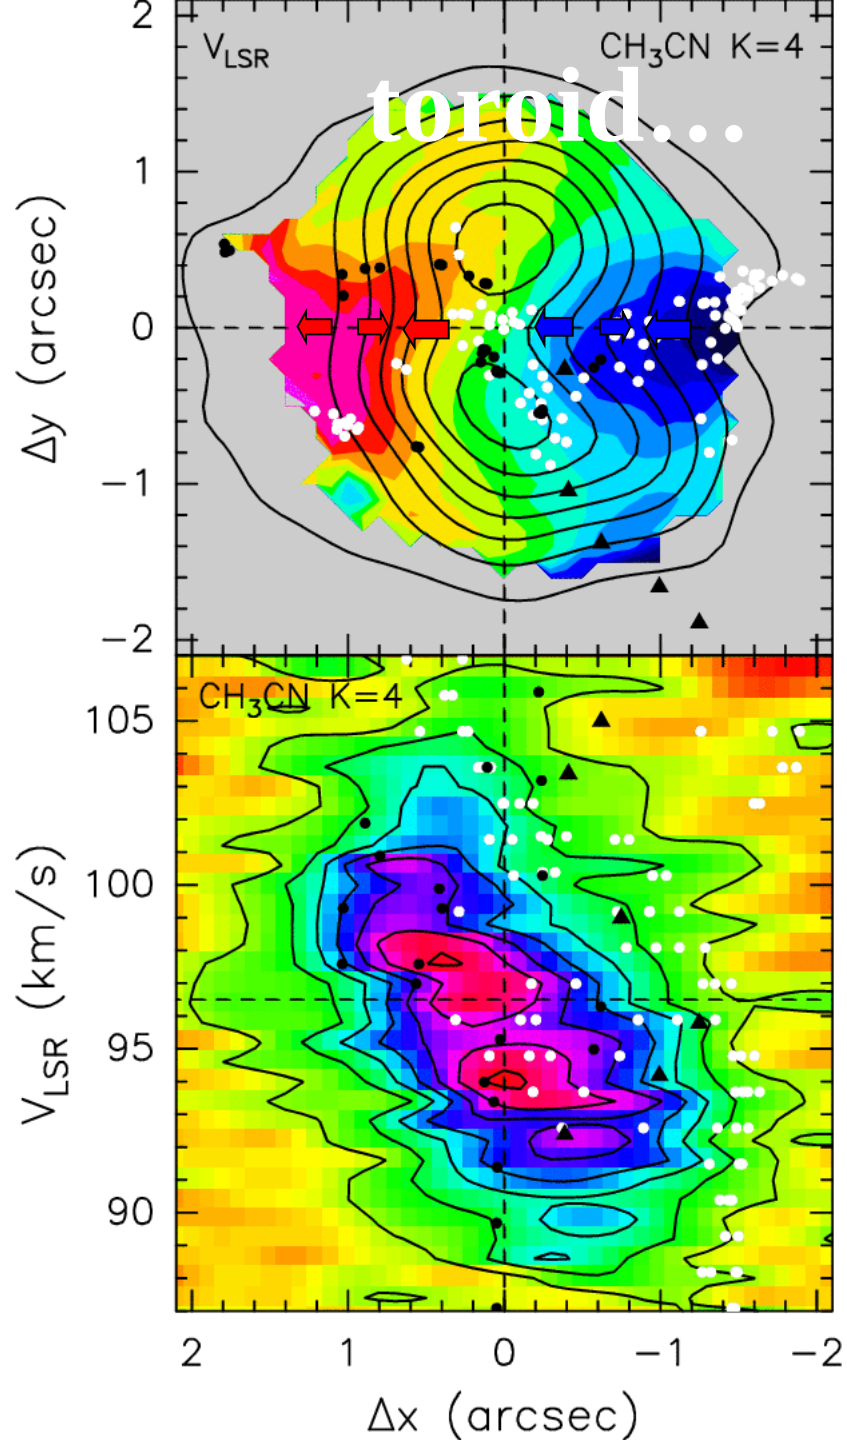 2
V_LSR CH₃CN K=4
toroid...
1
Δy (arcsec)
0
−1
−2
CH₃CN K=4
105
100
V_LSR (km/s)
95
90
2 1 0 −1 −2
Δx (arcsec)